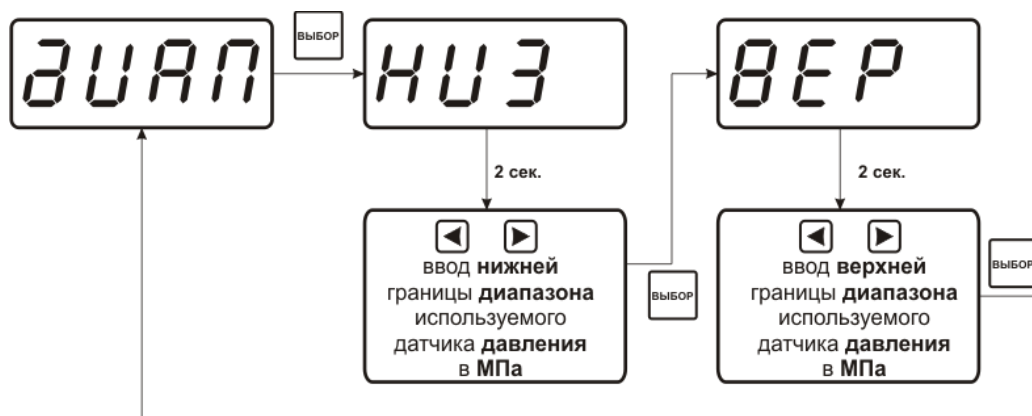 диАП
ВЫБОР
НИЗ
ВЕР
2 сек.
2 сек.
ввод нижней
границы диапазона
используемого
датчика давления
в МПа
ВЫБОР
ввод верхней
границы диапазона
используемого
датчика давления
в МПа
ВЫБОР